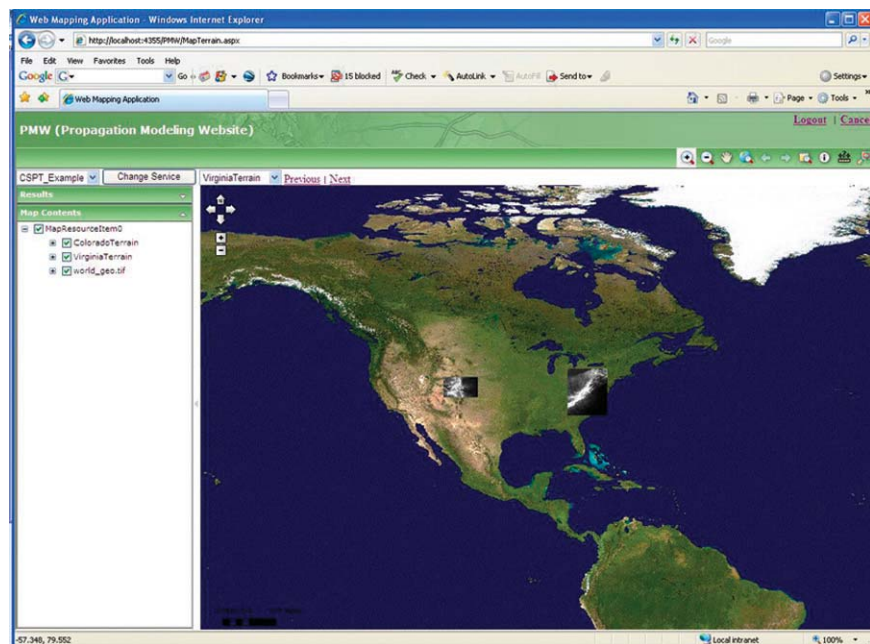 Web Mapping Application - Windows Internet Explorer
http://localhost:4355/PMW/MapTerrain.aspx
Google
File Edit View Favorites Tools Help
Google G Go Bookmarks 15 blocked ABC Check AutoLink AutoFill Send to Settings
Web Mapping Application Page Tools »
PMW (Propagation Modeling Website) Logout | Cance
CSPT_Example Change Service VirginiaTerrain Previous | Next
Results
Map Contents
MapResourceItem0
ColoradoTerrain
VirginiaTerrain
world_geo.tif
-57.348, 79.552 Local intranet 100%